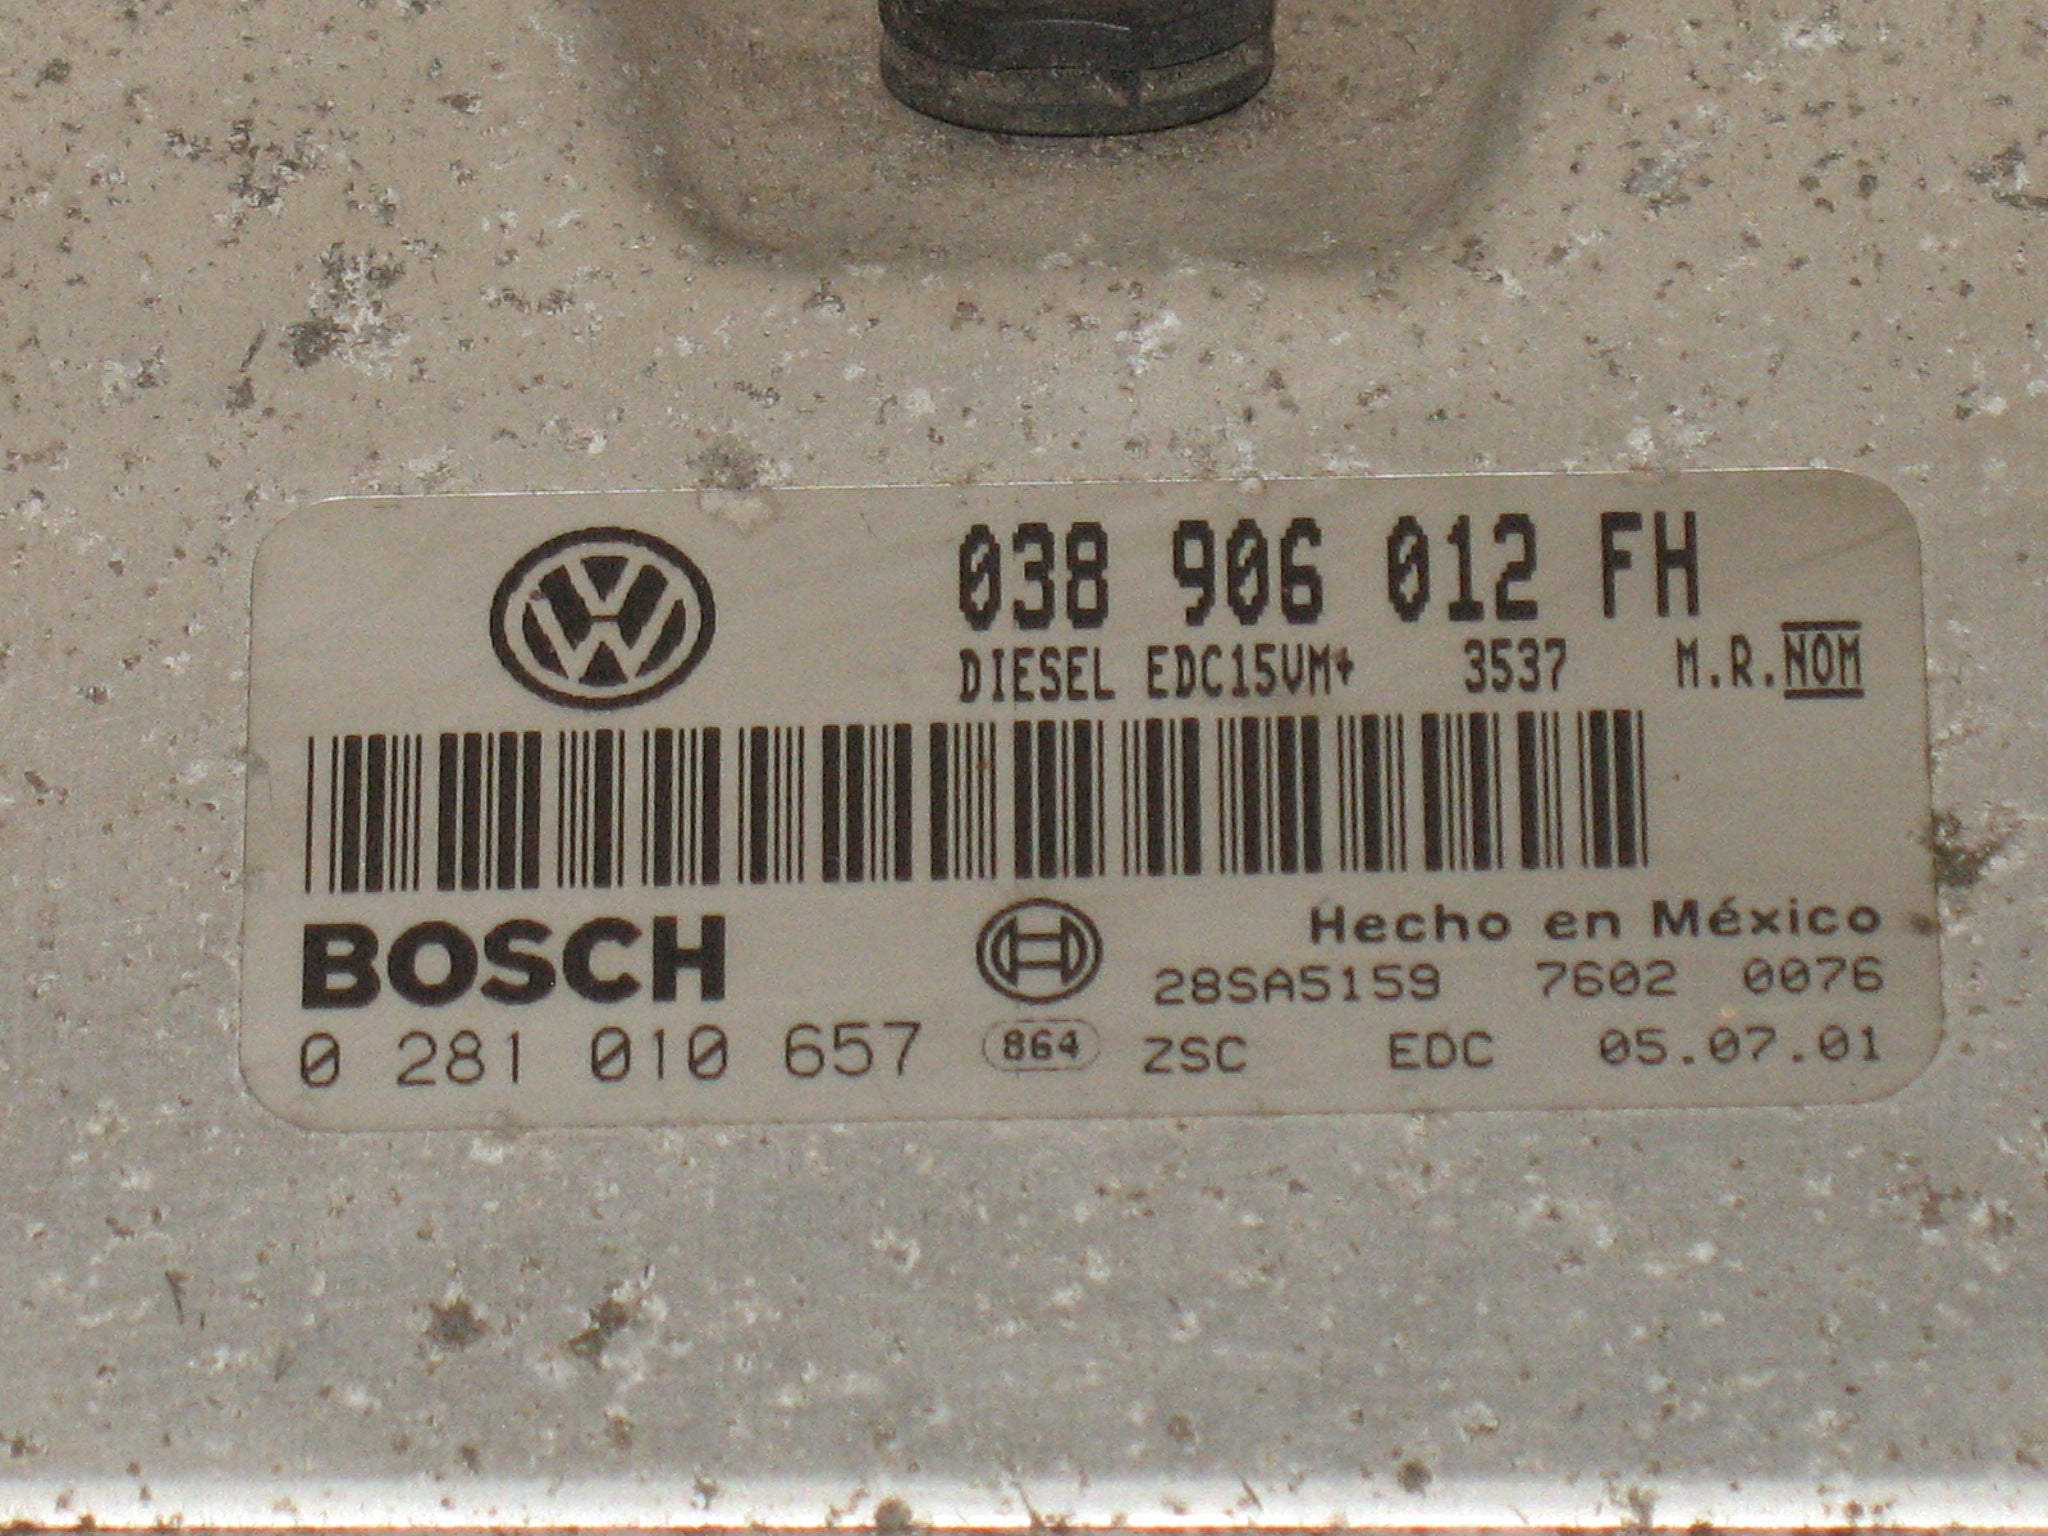 038 906 012 FH
DIESEL EDC15VM+ 3537 M.R.NOM
BOSCH
Hecho en México
28SA5159 7602 0076
0 281 010 657 864 ZSC EDC 05.07.01